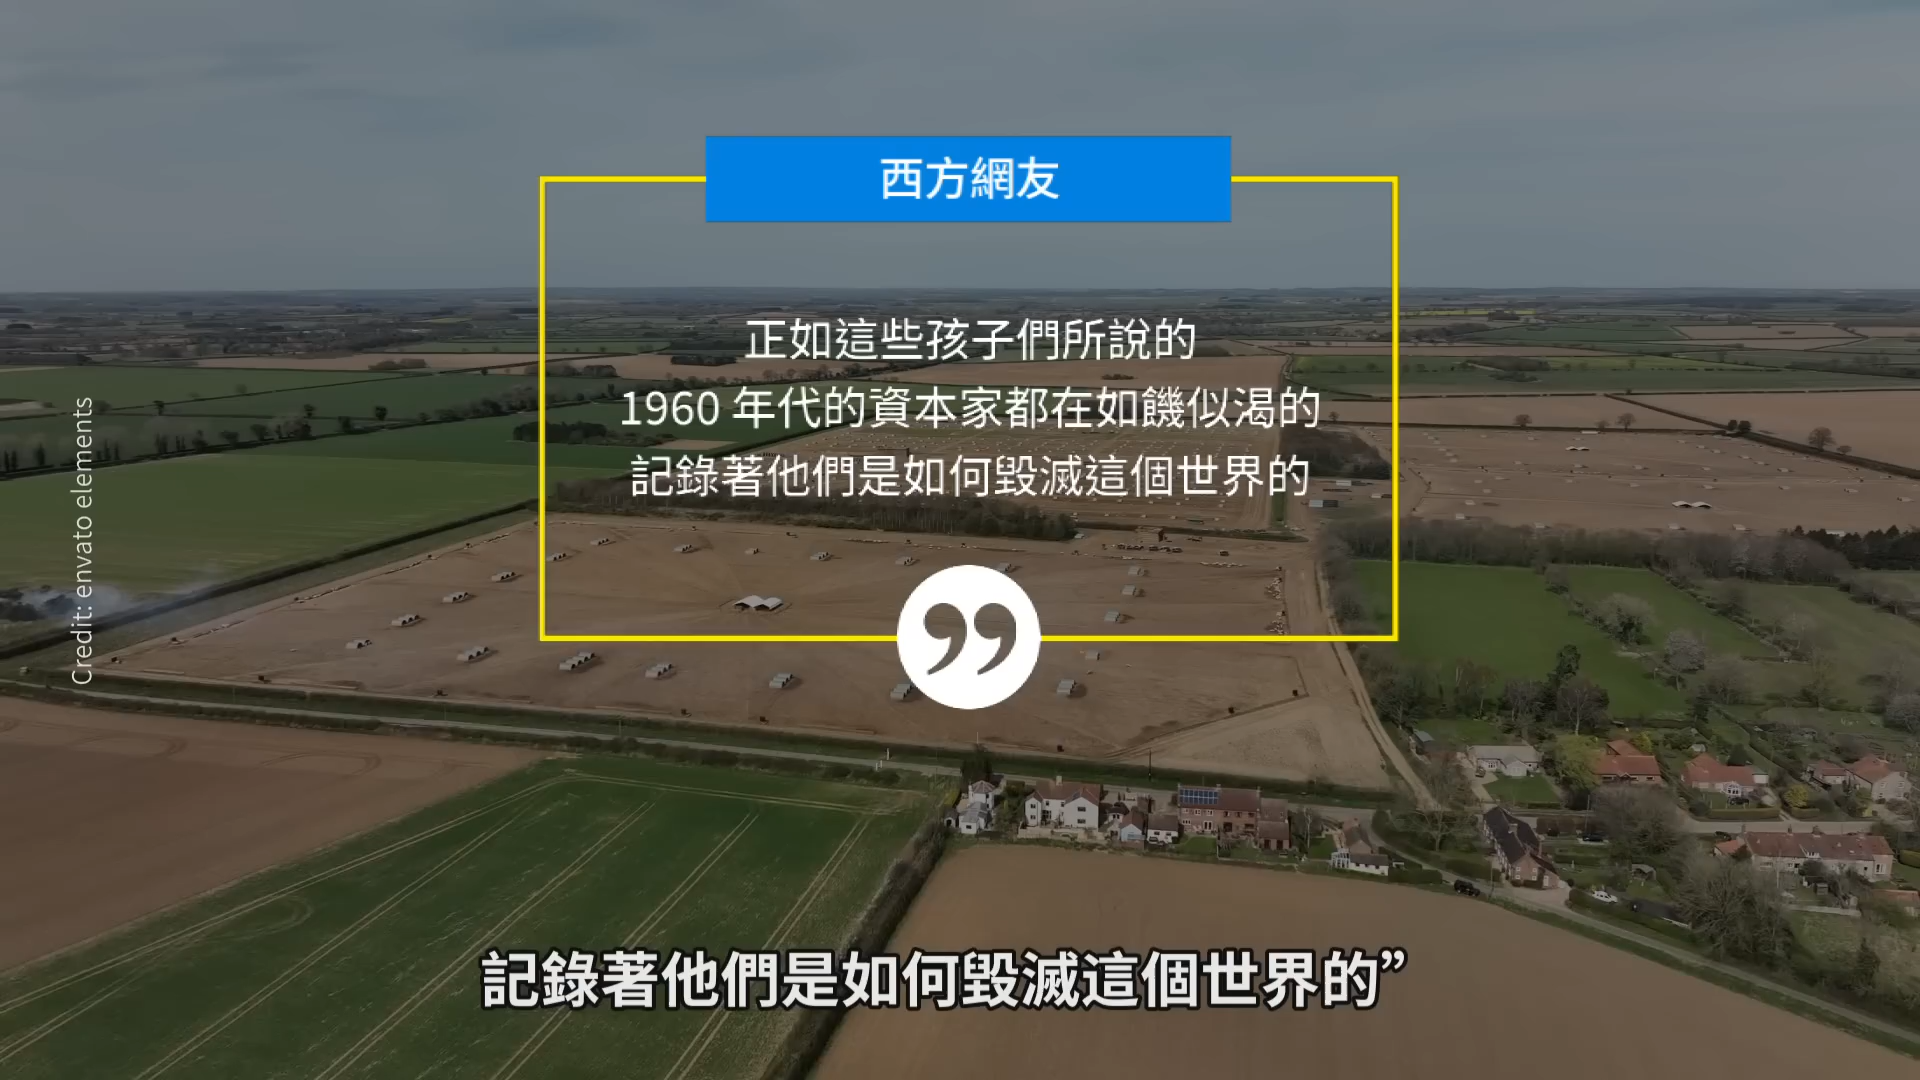 西方網友
正如這些孩子們所說的
1960 年代的資本家都在如饑似渴的
記錄著他們是如何毀滅這個世界的
Credit: envato elements
記錄著他們是如何毀滅這個世界的”